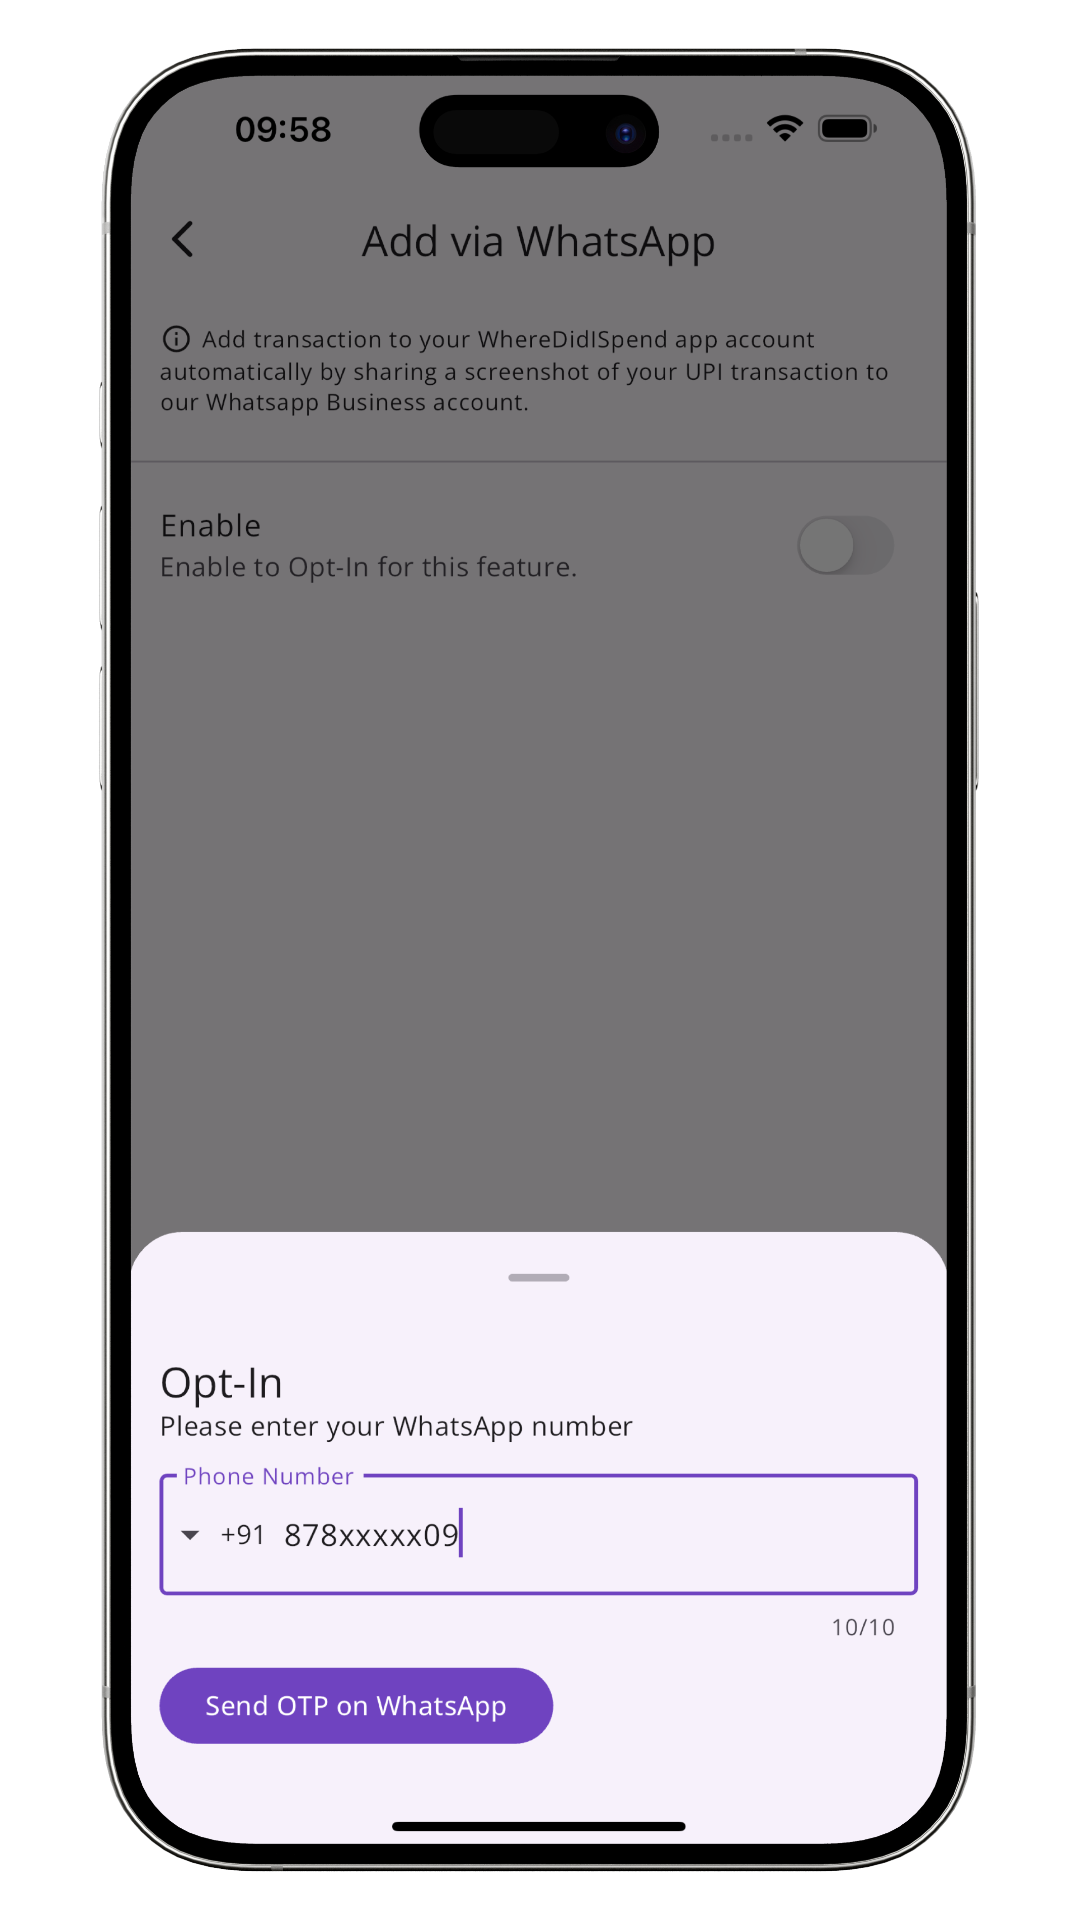 09:58
Add via WhatsApp
Add transaction to your WhereDidISpend app account
automatically by sharing a screenshot of your UPI transaction to
our Whatsapp Business account.
Enable
Enable to Opt-In for this feature.
Opt-In
Please enter your WhatsApp number
Phone Number
+91 878xxxxx09
10/10
Send OTP on WhatsApp